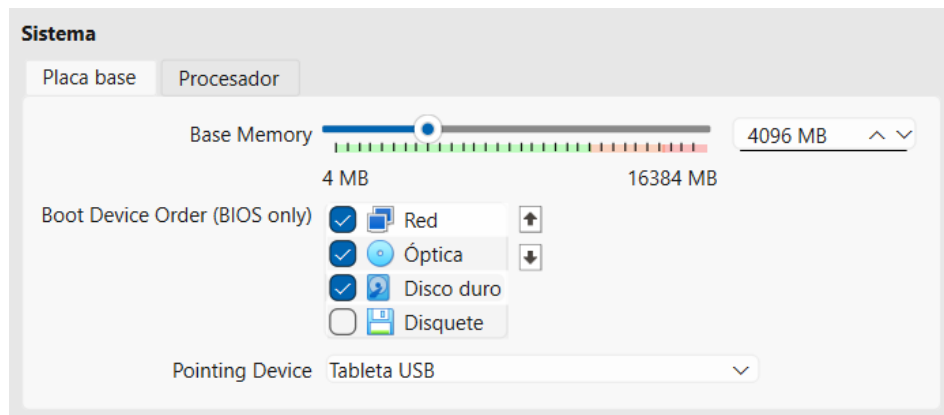 Sistema
Placa base Procesador
Base Memory 4096 MB
4 MB 16384 MB
Boot Device Order (BIOS only) Red
Óptica
Disco duro
Disquete
Pointing Device Tableta USB